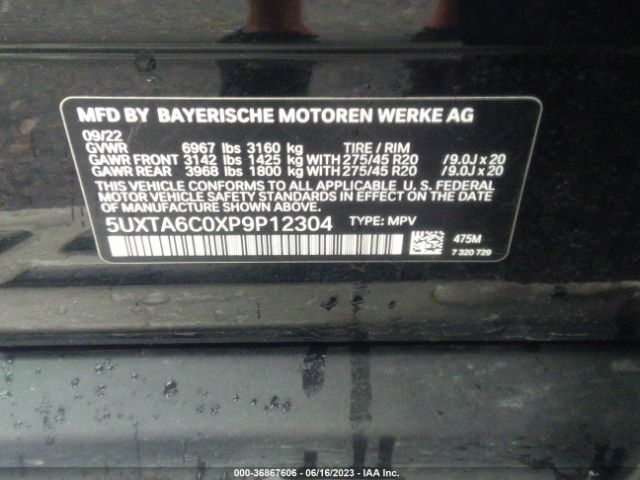 MFD BY BAYERISCHE MOTOREN WERKE AG
09/22
GVWR 6967 lbs 3160 kg TIRE / RIM
GAWR FRONT 3142 lbs 1425 kg WITH 275/45 R20 /9.0J x 20
GAWR REAR 3968 lbs 1800 kg WITH 275/45 R20 /9.0J x 20
THIS VEHICLE CONFORMS TO ALL APPLICABLE U. S. FEDERAL
MOTOR VEHICLE SAFETY STANDARDS IN EFFECT ON THE DATE
OF MANUFACTURE SHOWN ABOVE.
5UXTA6C0XP9P12304 TYPE: MPV
475M
7 320 729
000-36867606 - 06/16/2023 - IAA Inc.